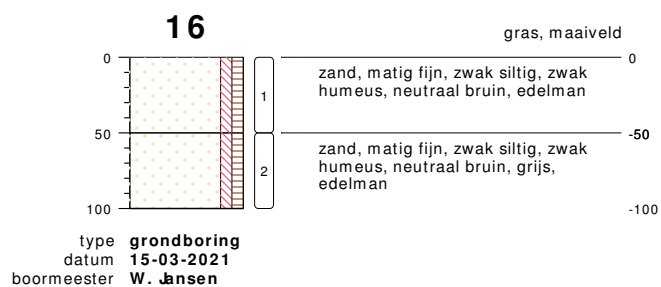 16
gras, maaiveld
0
0
zand, matig fijn, zwak siltig, zwak
humeus, neutraal bruin, edelman
1
50
-50
zand, matig fijn, zwak siltig, zwak
humeus, neutraal bruin, grijs,
edelman
2
100
-100
type grondboring
datum 15-03-2021
boormeester W. Jansen